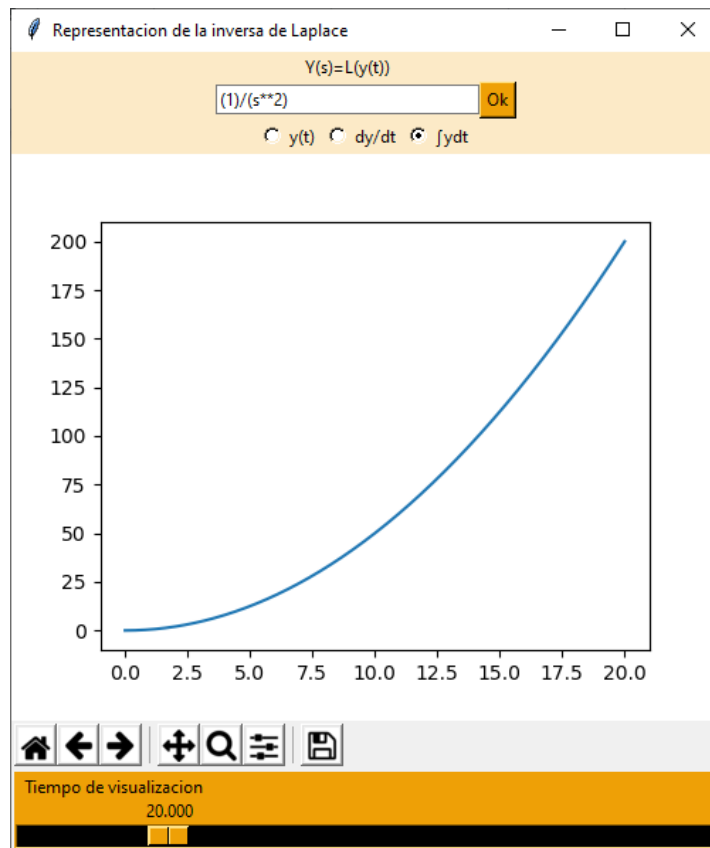 Representacion de la inversa de Laplace
Y(s)=L(y(t))
(1)/(s**2) Ok
y(t) dy/dt ∫ydt
200
175
150
125
100
75
50
25
0
0.0 2.5 5.0 7.5 10.0 12.5 15.0 17.5 20.0
Tiempo de visualizacion
20.000